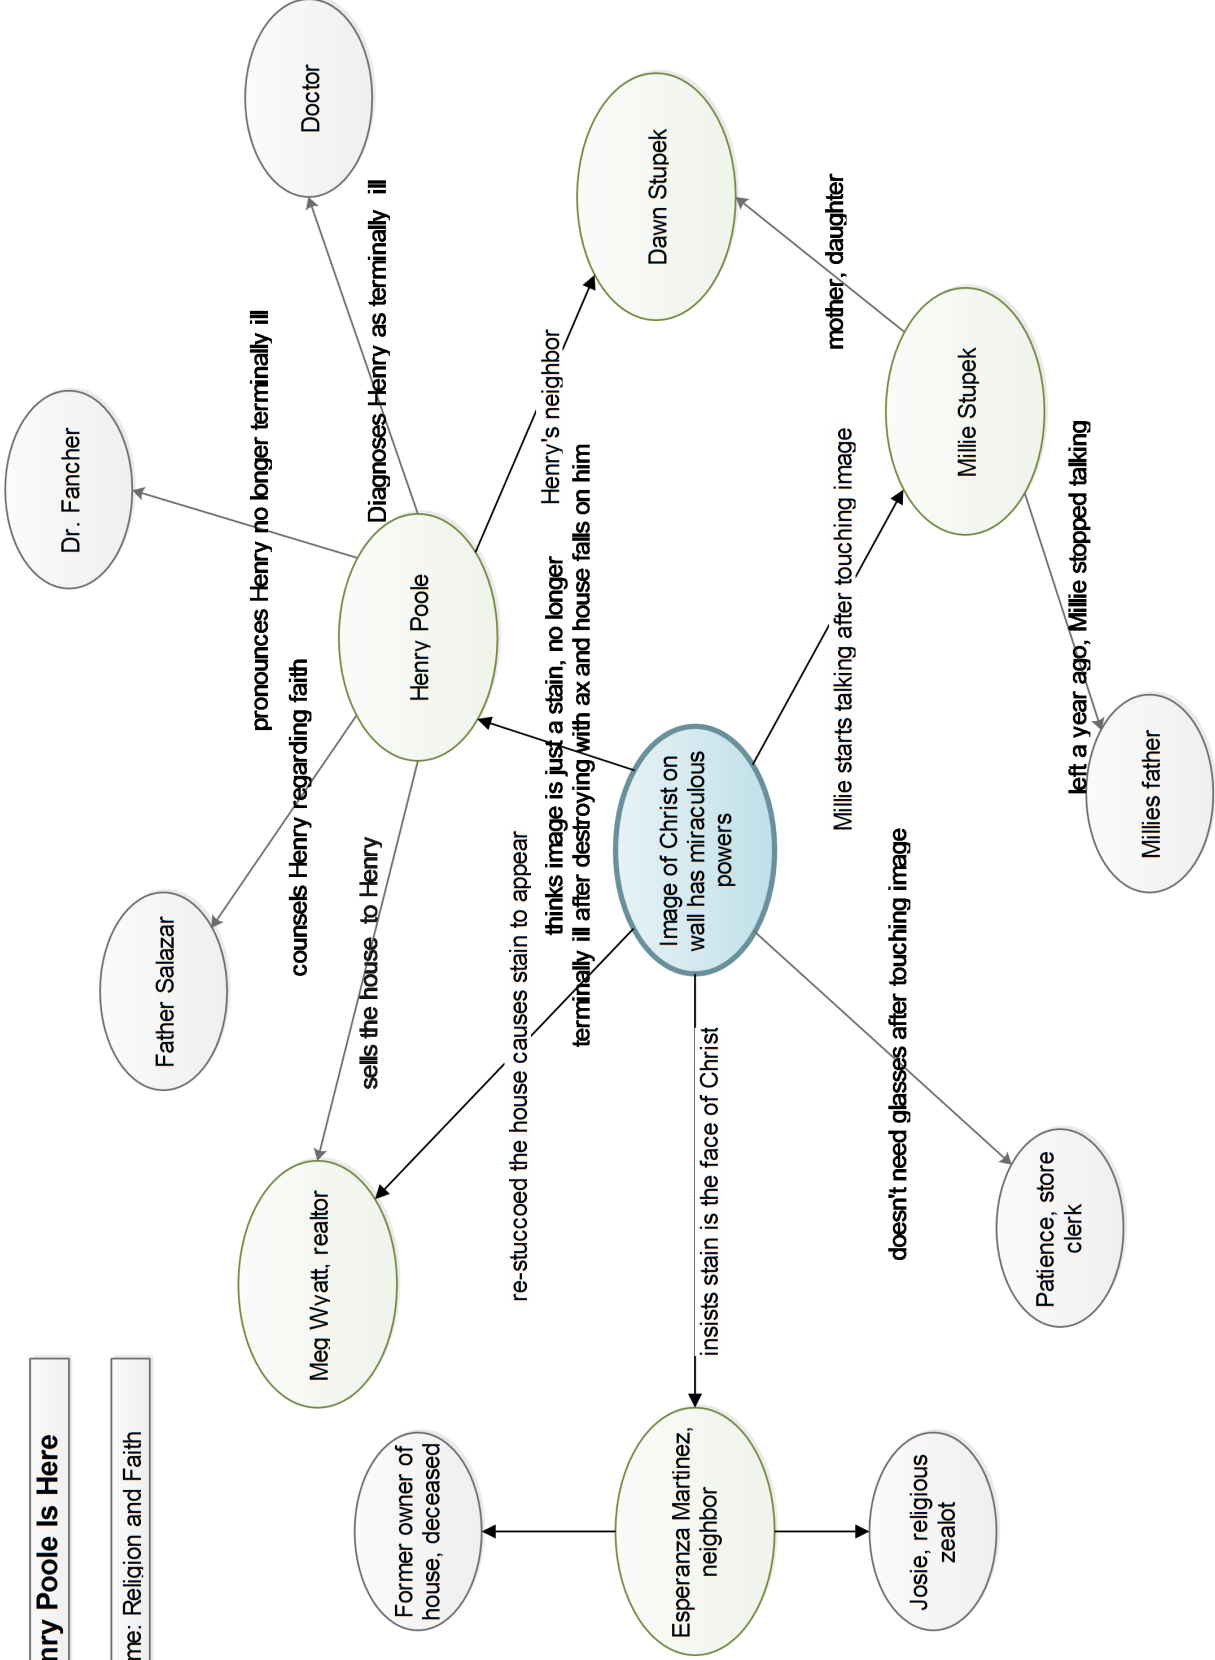 nry Poole Is Here
me: Religion and Faith
Dr. Fancher
Doctor
Father Salazar
pronounces Henry no longer terminally ill
counsels Henry regarding faith
Diagnoses Henry as terminally ill
Meg Wyatt, realtor
sells the house to Henry
Henry Poole
Former owner of
house, deceased
re-stuccoed the house causes stain to appear
thinks image is just a stain, no longer
terminally ill after destroying with ax and house falls on him
Henry's neighbor
Dawn Stupek
Esperanza Martinez,
neighbor
insists stain is the face of Christ
Image of Christ on
wall has miraculous
powers
mother, daughter
Millie starts talking after touching image
doesn't need glasses after touching image
Josie, religious
zealot
Millie Stupek
Patience, store
clerk
left a year ago, Millie stopped talking
Millies father